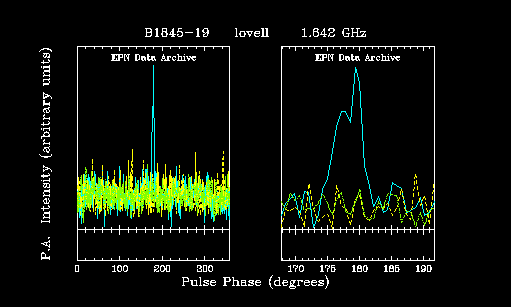 B1845-19 lovell 1.642 GHz
EPN Data Archive EPN Data Archive
P.A. Intensity (arbitrary units)
0 100 200 300 170 175 180 185 190
Pulse Phase (degrees)